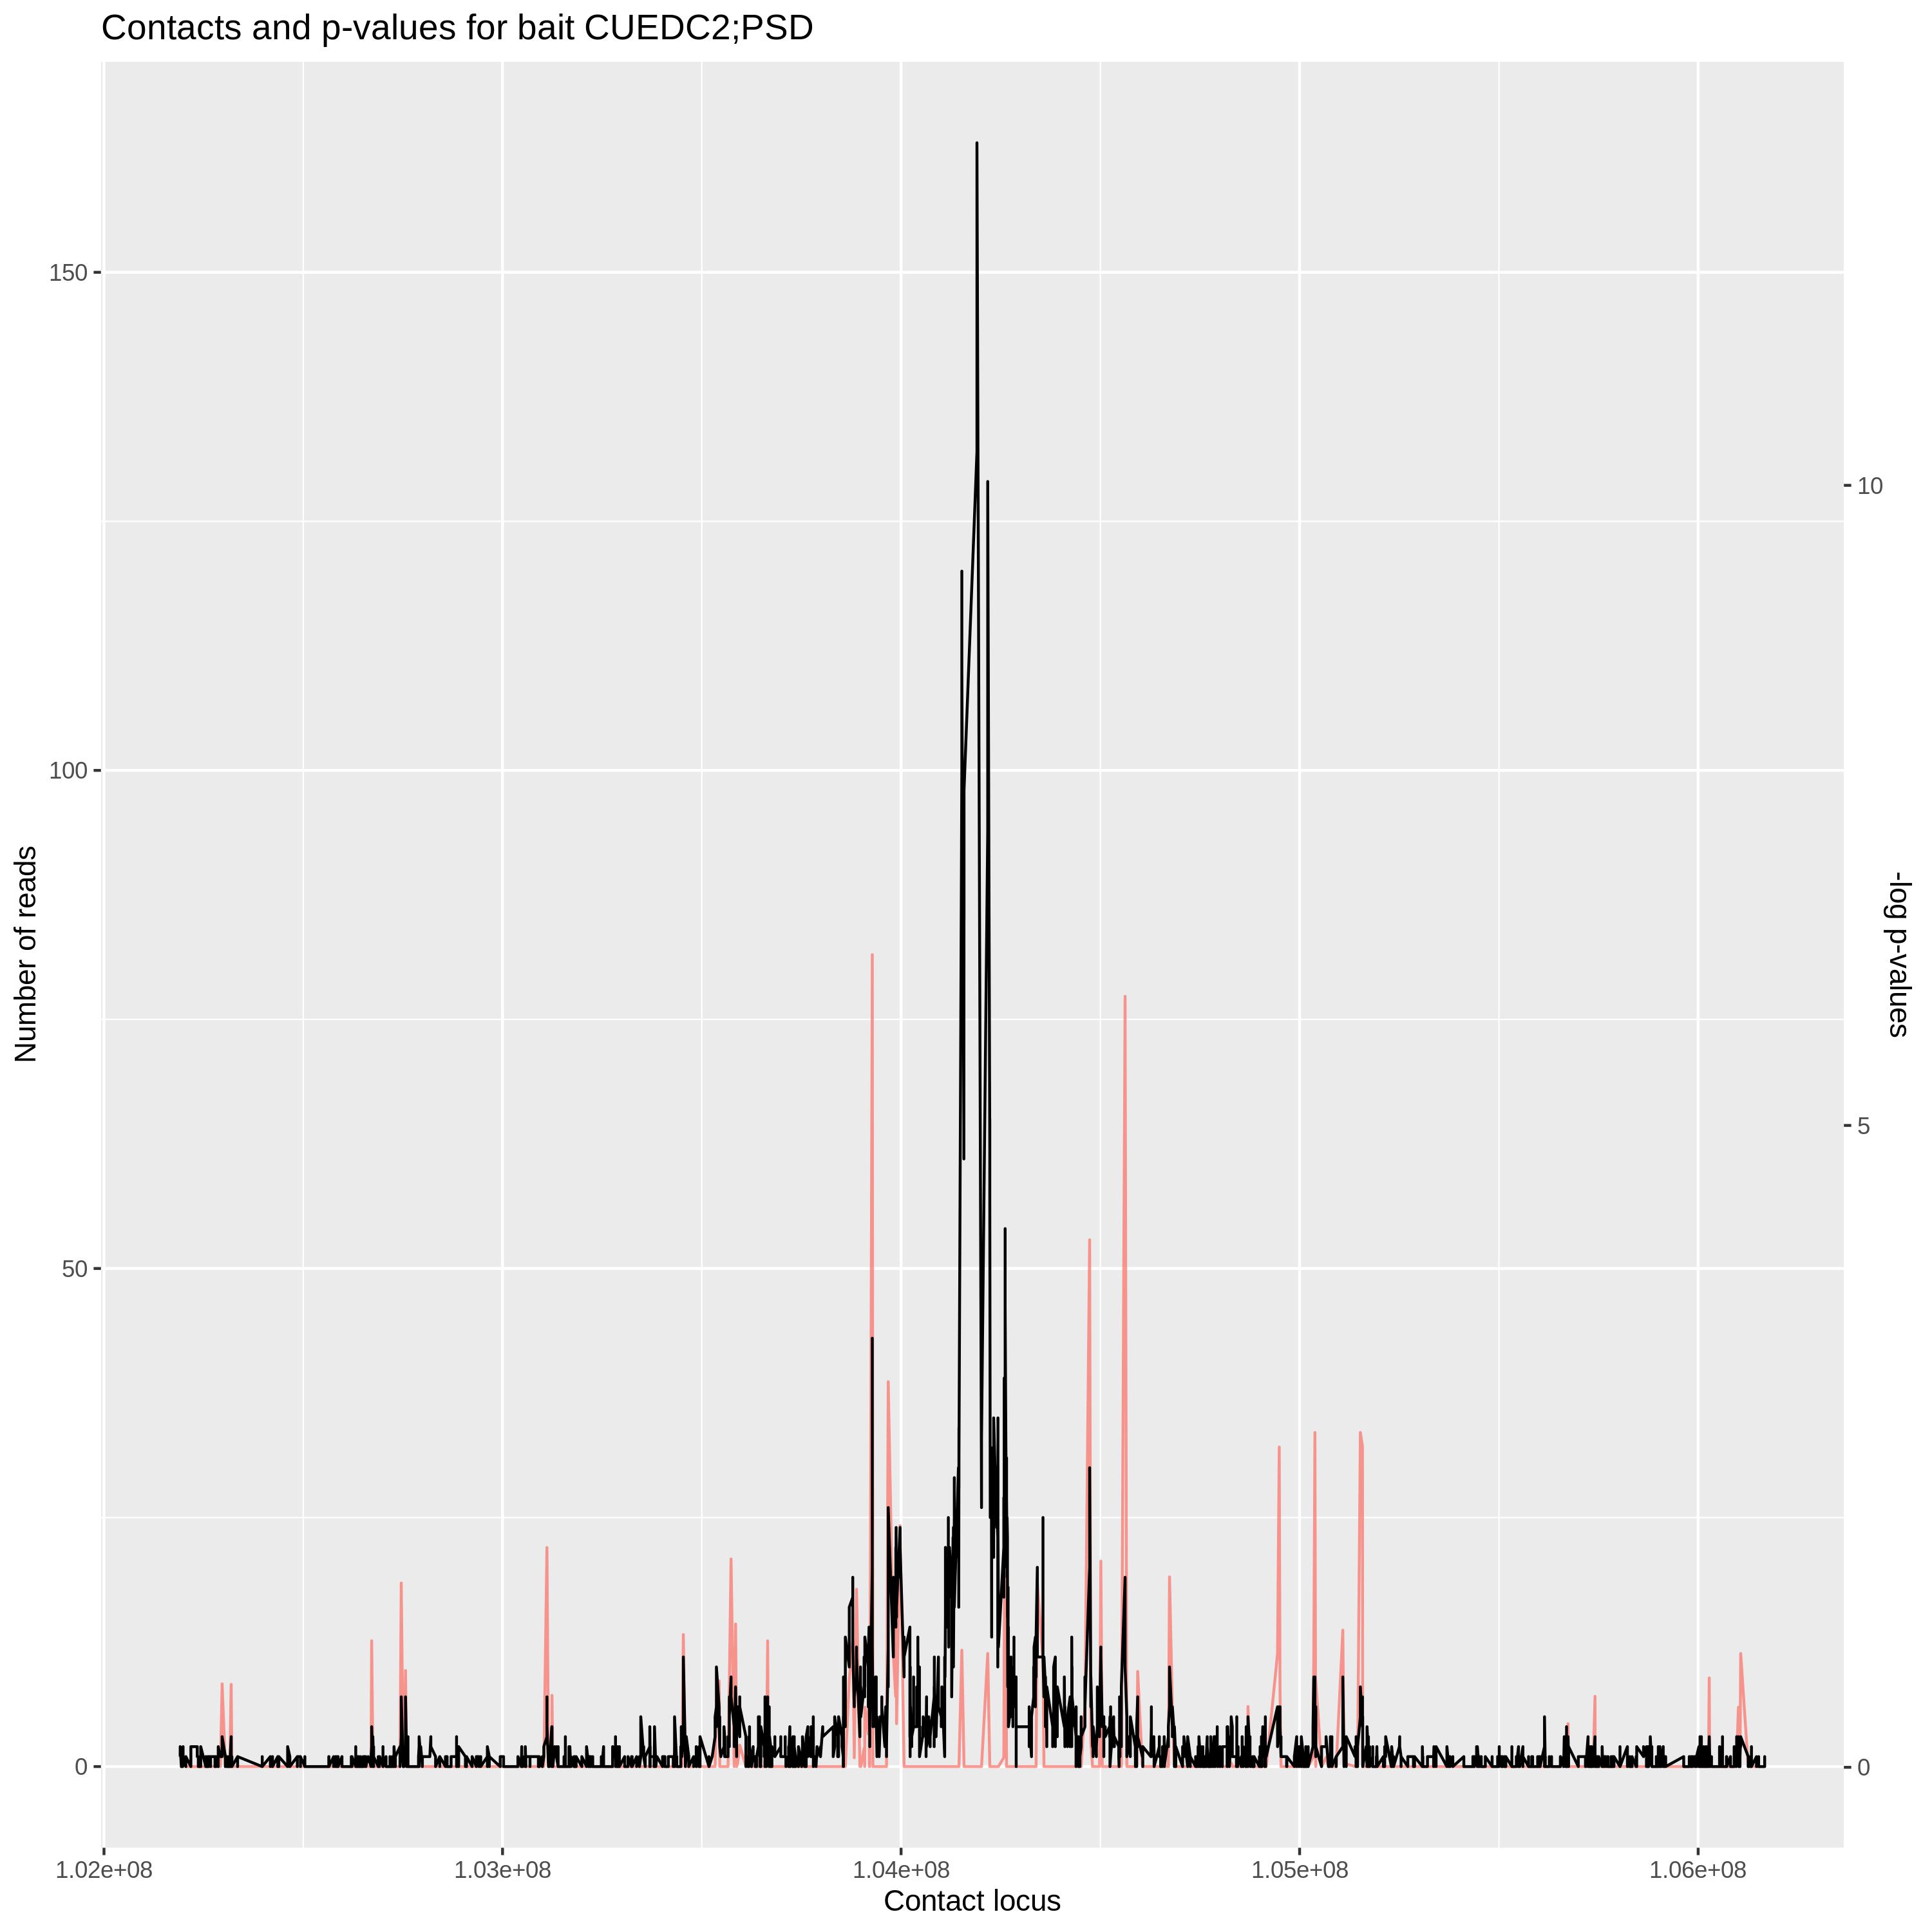 Contacts and p-values for bait CUEDC2;PSD
150
100
50
0
Number of reads
10
5
0
-log p-values
1.02e+08
1.03e+08
1.04e+08
1.05e+08
1.06e+08
Contact locus